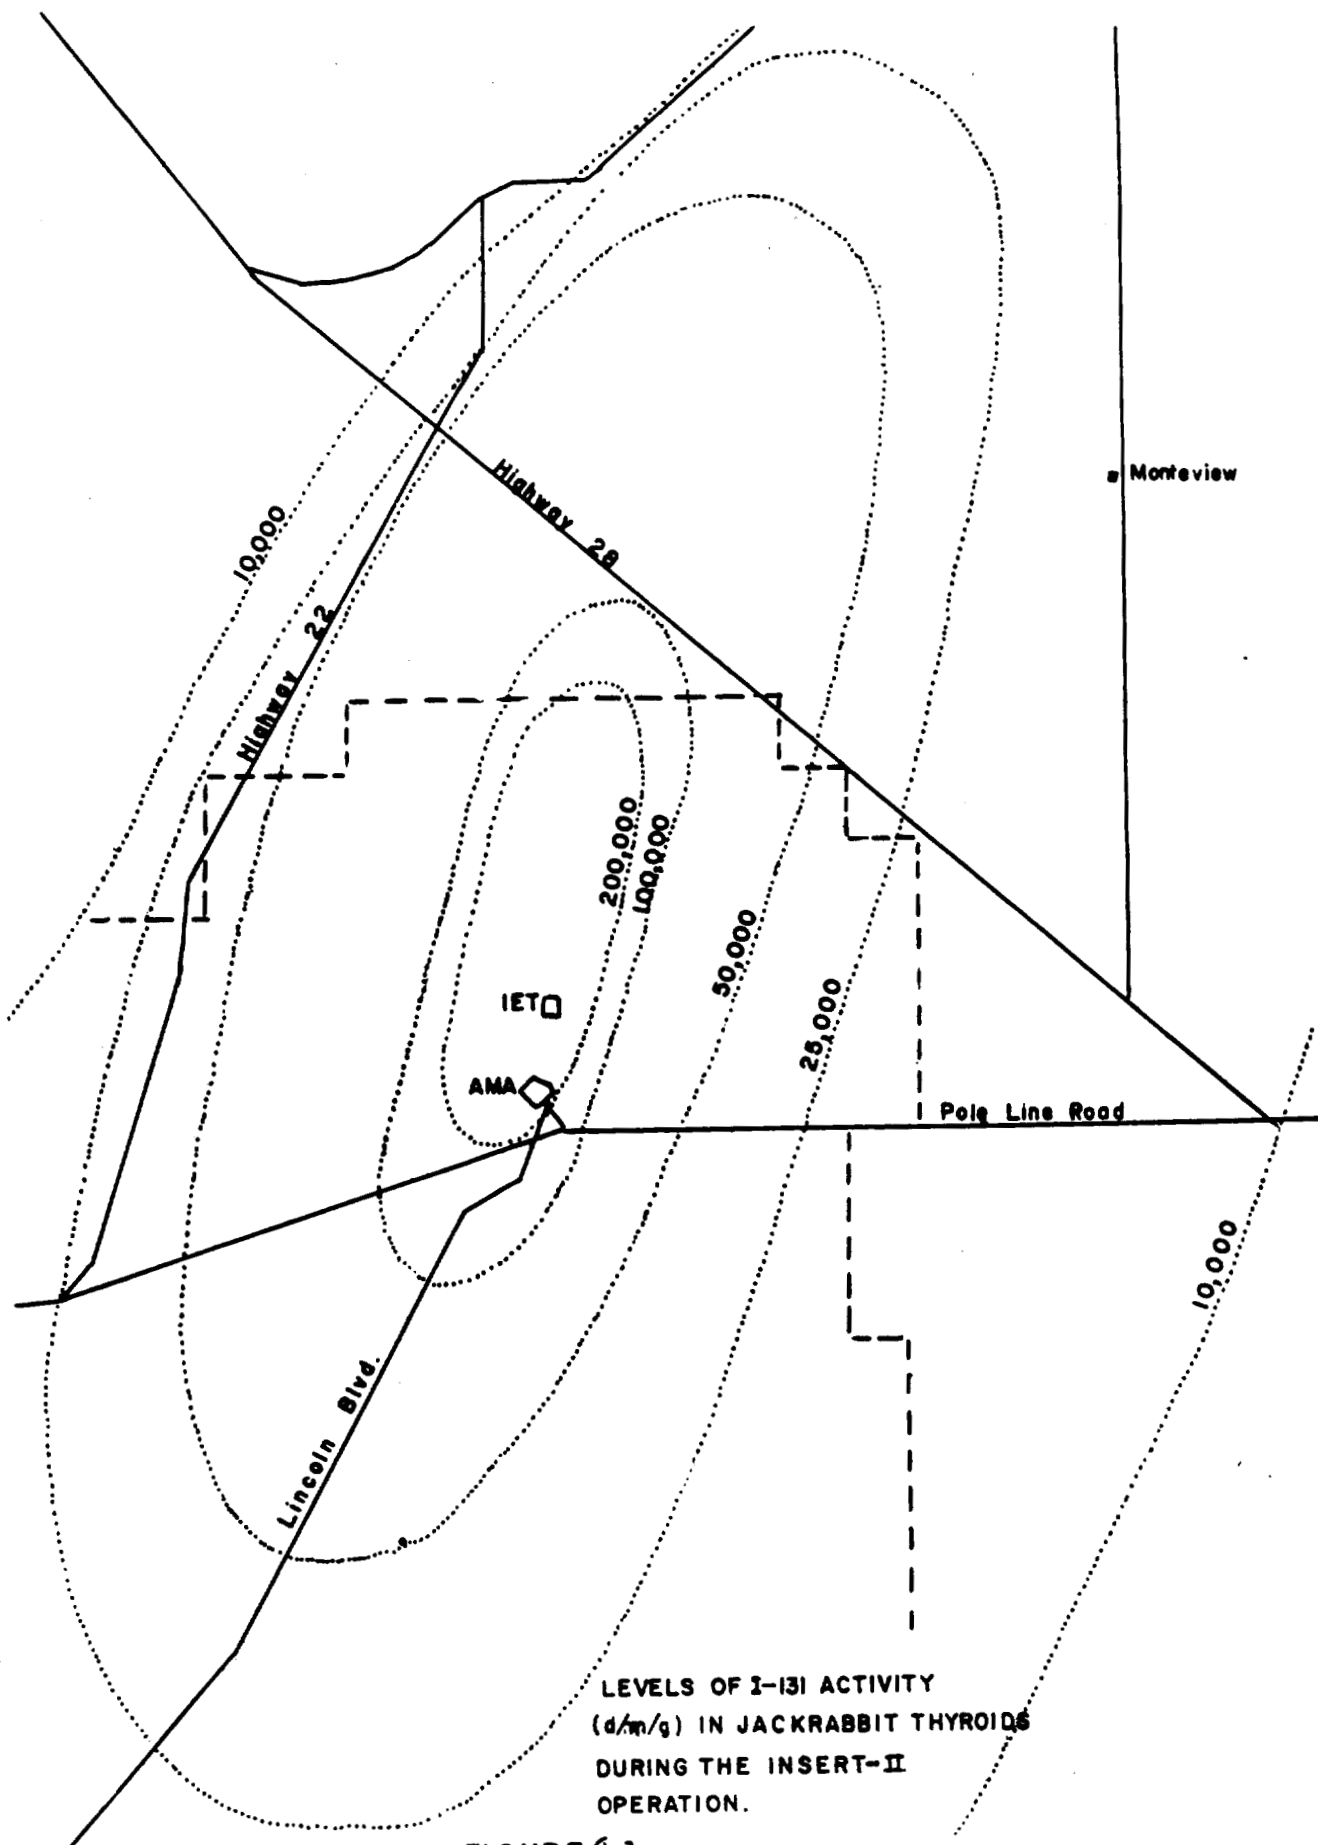 Monteview
Highway 28
10,000
Highway 22
200,000
100,000
50,000
25,000
IET
AMA
Pole Line Road
10,000
Lincoln Blvd.
LEVELS OF I-131 ACTIVITY
(d/m/g) IN JACKRABBIT THYROIDS
DURING THE INSERT-II
OPERATION.